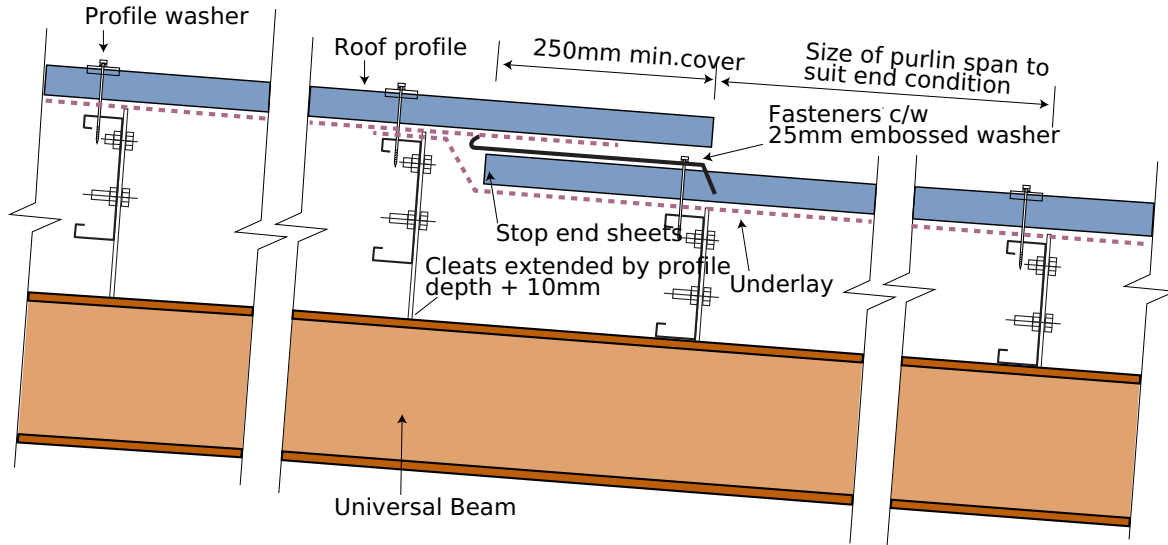 Profile washer
Roof profile
250mm min.cover
Size of purlin span to
suit end condition
Fasteners c/w
25mm embossed washer
Stop end sheets
Cleats extended by profile
depth + 10mm
Underlay
Universal Beam